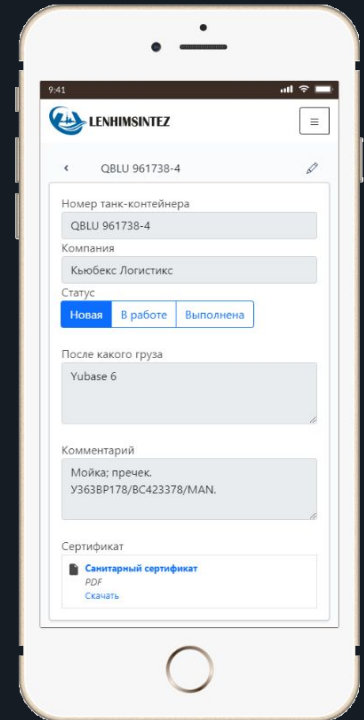 9:41
LENHIMSINTEZ
QBLU 961738-4
Номер танк-контейнера
QBLU 961738-4
Компания
Кьюбекс Логистикс
Статус
Новая В работе Выполнена
После какого груза
Yubase 6
Комментарий
Мойка; пречек.
У363ВР178/ВС423378/MAN.
Сертификат
Санитарный сертификат
PDF
Скачать